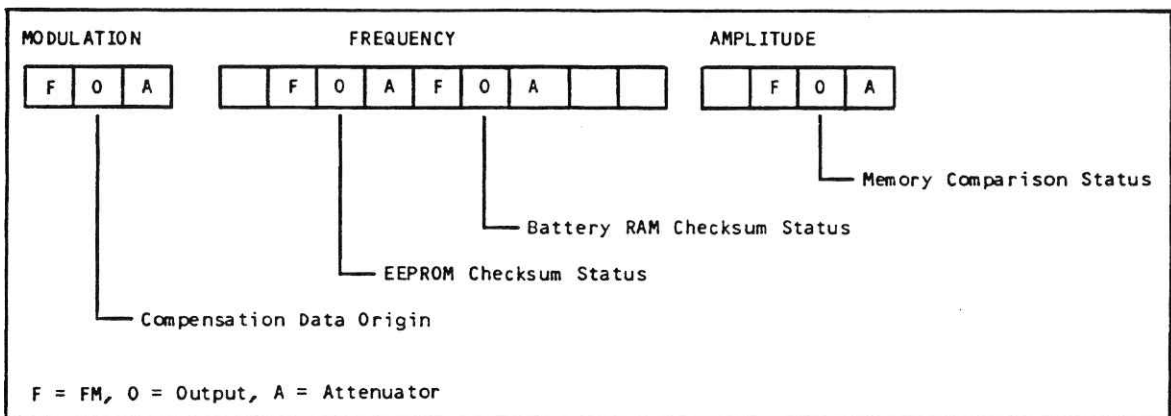 MODULATION FREQUENCY AMPLITUDE
F O A F O A F O A F O A
Memory Comparison Status
Battery RAM Checksum Status
EEPROM Checksum Status
Compensation Data Origin
F = FM, O = Output, A = Attenuator